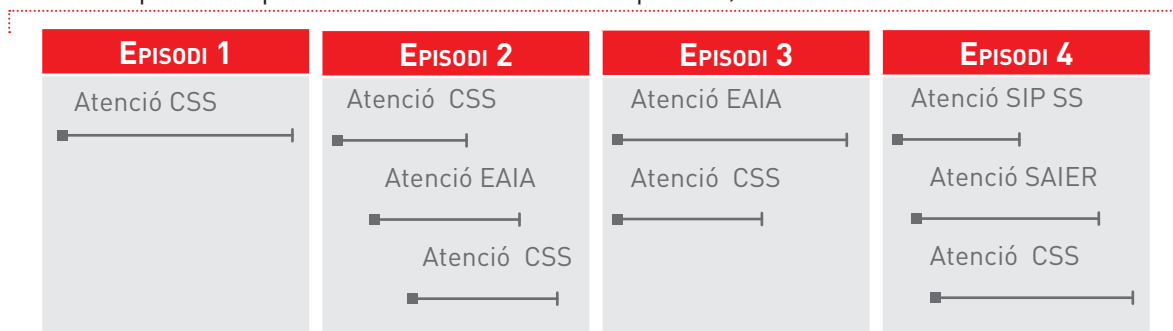 EPISODI 1
Atenció CSS
EPISODI 2
Atenció CSS
Atenció EAIA
Atenció CSS
EPISODI 3
Atenció EAIA
Atenció CSS
EPISODI 4
Atenció SIP SS
Atenció SAIER
Atenció CSS